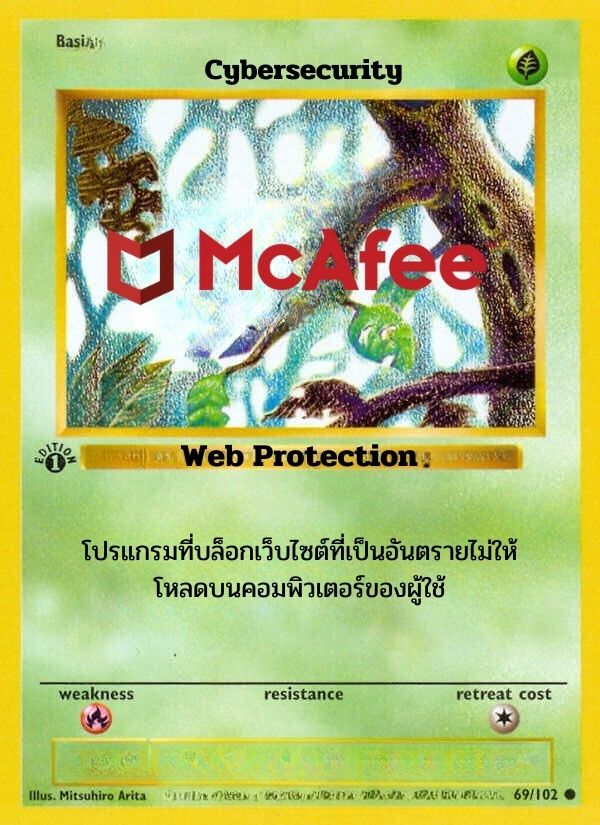 Basic
Cybersecurity
McAfee
EDITION
1
Web Protection
โปรแกรมที่บล็อกเว็บไซต์ที่เป็นอันตรายไม่ให้
โหลดบนคอมพิวเตอร์ของผู้ใช้
weakness resistance retreat cost
Illus. Mitsuhiro Arita 69/102